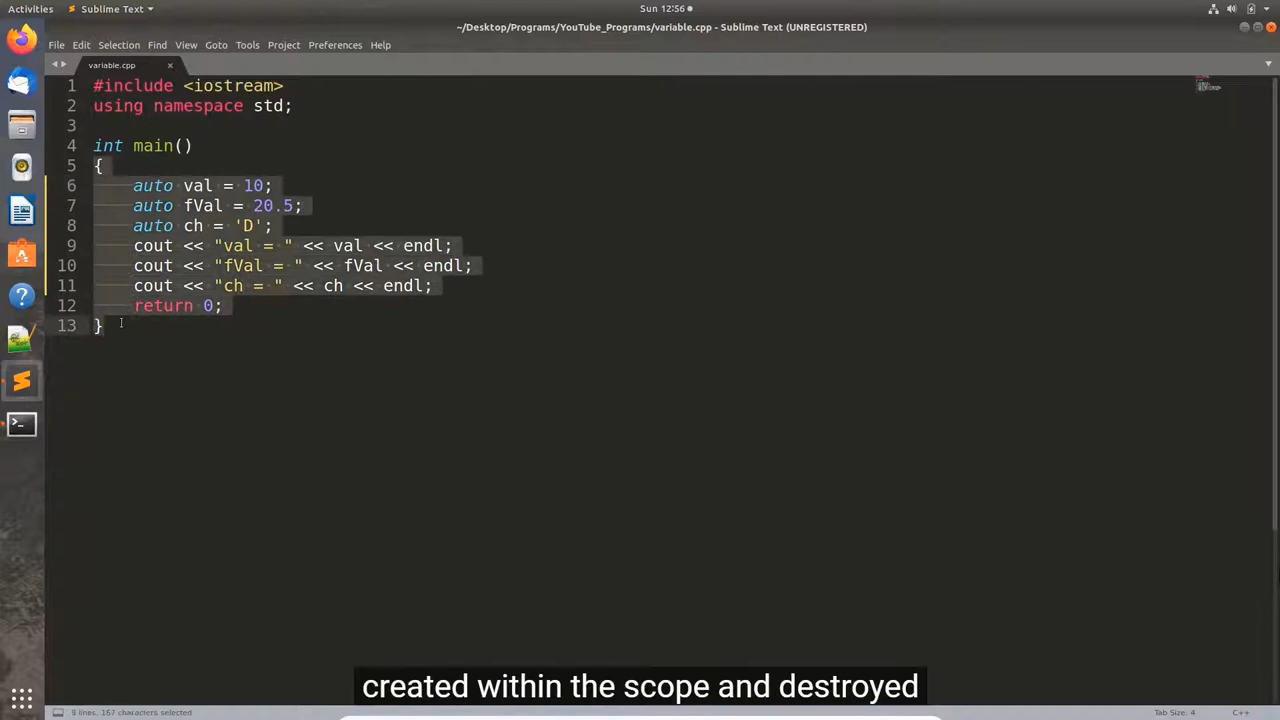 Activities Sublime Text Sun 12:56
~/Desktop/Programs/YouTube_Programs/variable.cpp - Sublime Text (UNREGISTERED)
File Edit Selection Find View Goto Tools Project Preferences Help
variable.cpp ×
1 #include <iostream>
2 using namespace std;
3
4 int main()
5 {
6 auto val = 10;
7 auto fVal = 20.5;
8 auto ch = 'D';
9 cout << "val = " << val << endl;
10 cout << "fVal = " << fVal << endl;
11 cout << "ch = " << ch << endl;
12 return 0;
13 }
created within the scope and destroyed
9 lines, 167 characters selected Tab Size: 4 C++